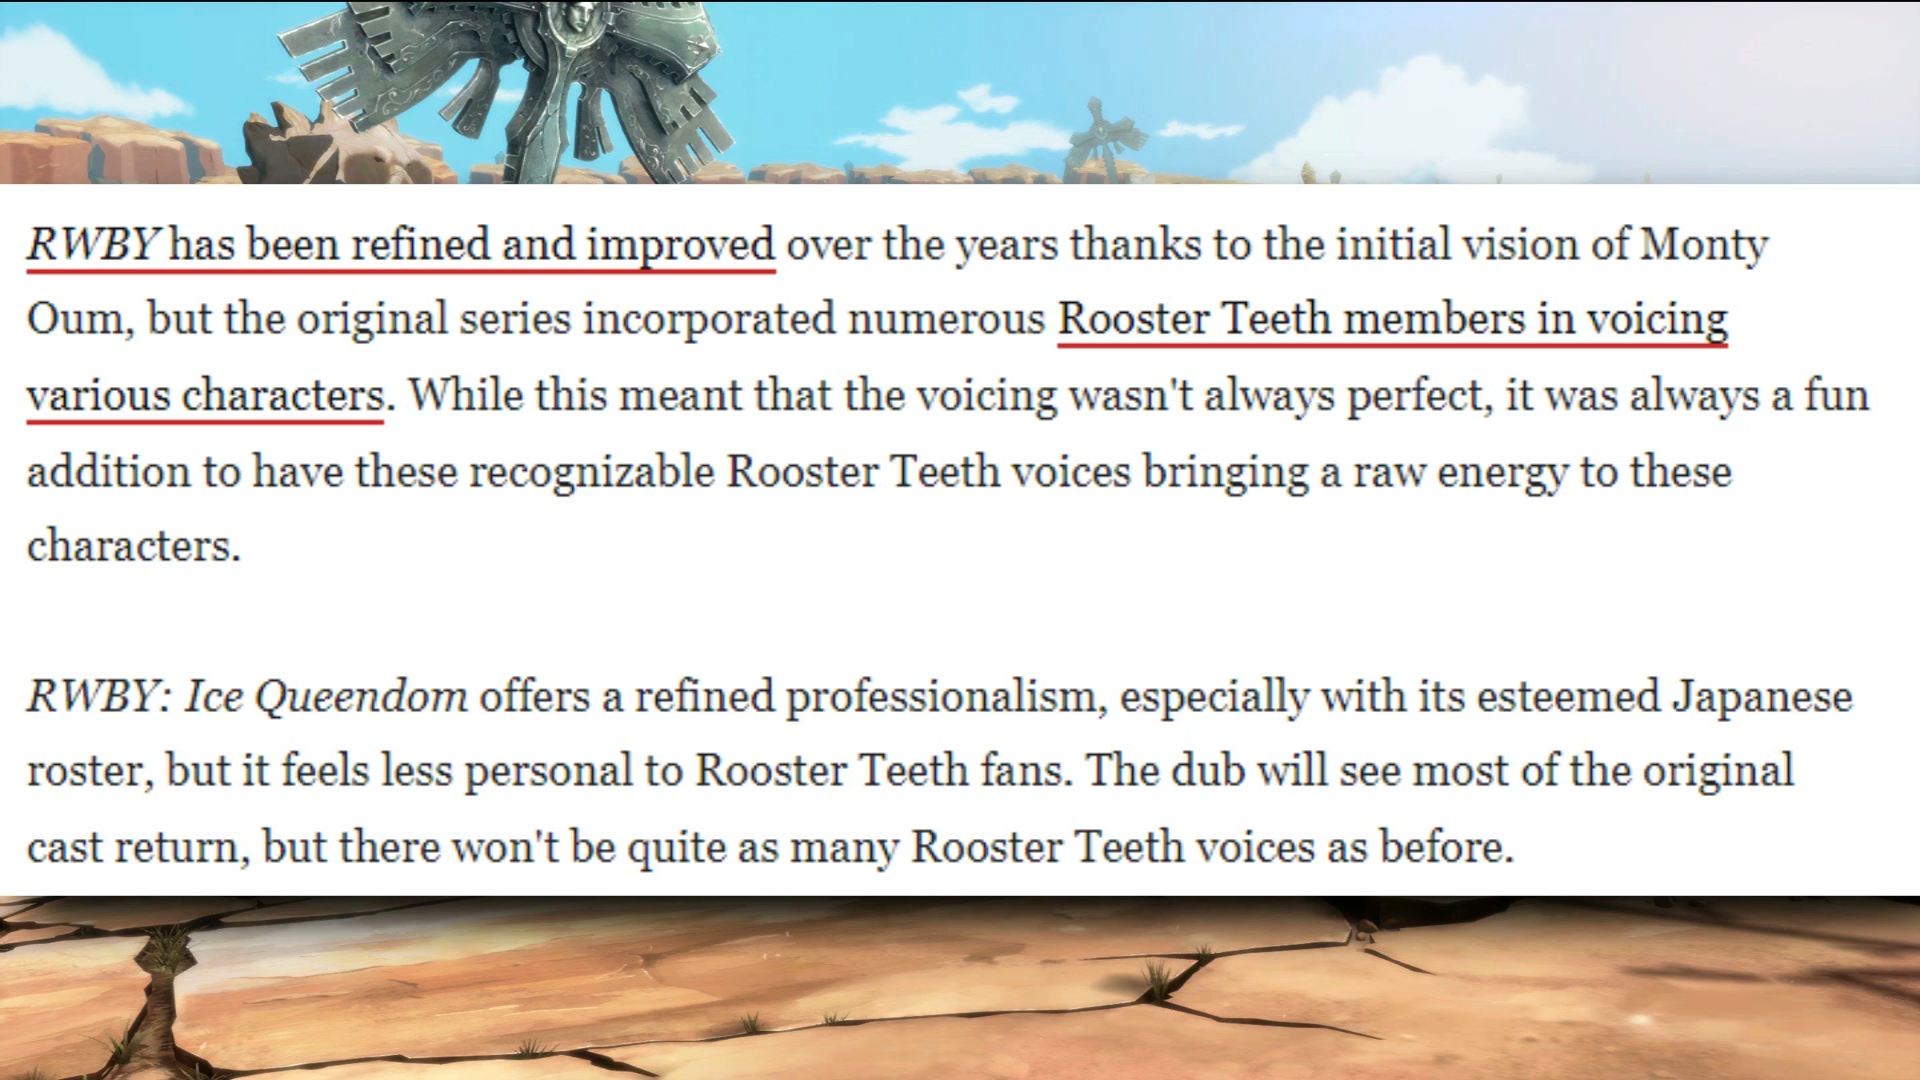 RWBY has been refined and improved over the years thanks to the initial vision of Monty
Oum, but the original series incorporated numerous Rooster Teeth members in voicing
various characters. While this meant that the voicing wasn't always perfect, it was always a fun
addition to have these recognizable Rooster Teeth voices bringing a raw energy to these
characters.
RWBY: Ice Queendom offers a refined professionalism, especially with its esteemed Japanese
roster, but it feels less personal to Rooster Teeth fans. The dub will see most of the original
cast return, but there won't be quite as many Rooster Teeth voices as before.